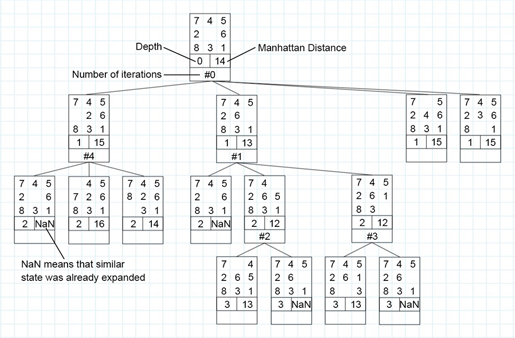 7 4 5
2 6
8 3 1
0 14
#0
Depth
Manhattan Distance
Number of iterations
7 4 5
2 6
8 3 1
1 15
#4
7 4 5
2 6
8 3 1
1 13
#1
7 5
2 4 6
8 3 1
1 15
7 4 5
2 3 6
8 1
1 15
7 4 5
2 6
8 3 1
2 NaN
4 5
7 2 6
8 3 1
2 16
7 4 5
8 2 6
3 1
2 14
7 4 5
2 6
8 3 1
2 NaN
7 4
2 6 5
8 3 1
2 12
#2
7 4 5
2 6 1
8 3
2 12
#3
NaN means that similar
state was already expanded
7 4
2 6 5
8 3 1
3 13
7 4 5
2 6
8 3 1
3 NaN
7 4 5
2 6 1
8 3
3 13
7 4 5
2 6
8 3 1
3 NaN